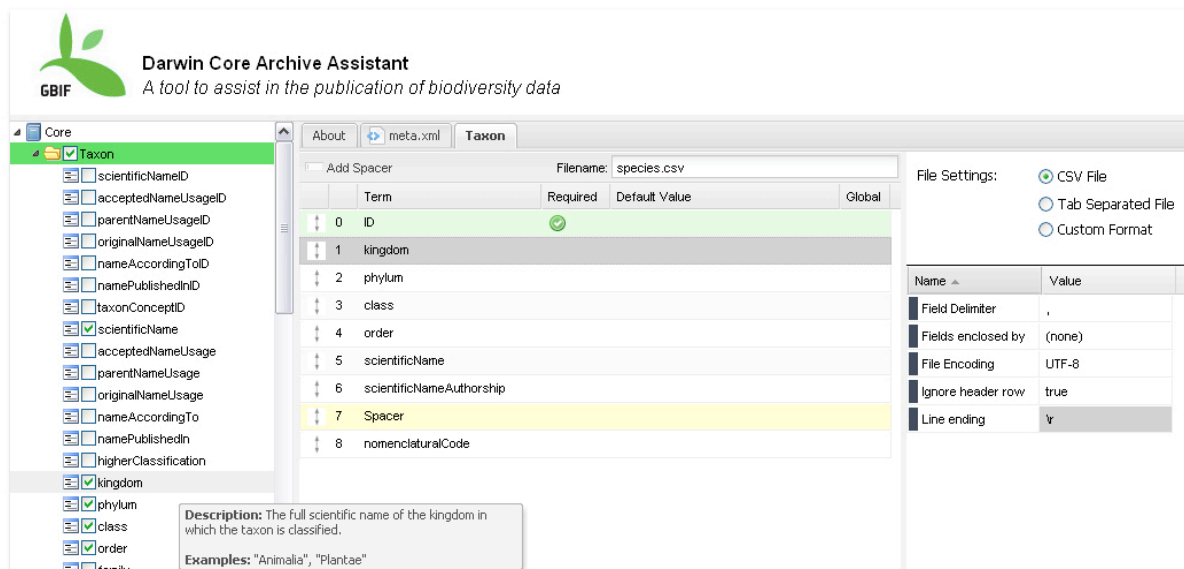 GBIF
Darwin Core Archive Assistant
A tool to assist in the publication of biodiversity data
Core
Taxon
scientificNameID
acceptedNameUsageID
parentNameUsageID
originalNameUsageID
nameAccordingToID
namePublishedInID
taxonConceptID
scientificName
acceptedNameUsage
parentNameUsage
originalNameUsage
nameAccordingTo
namePublishedIn
higherClassification
kingdom
phylum
class
order
Description: The full scientific name of the kingdom in
which the taxon is classified.
Examples: "Animalia", "Plantae"
About meta.xml Taxon
Add Spacer Filename: species.csv
Term Required Default Value Global
0 ID
1 kingdom
2 phylum
3 class
4 order
5 scientificName
6 scientificNameAuthorship
7 Spacer
8 nomenclaturalCode
File Settings: CSV File
Tab Separated File
Custom Format
Name Value
Field Delimiter ,
Fields enclosed by (none)
File Encoding UTF-8
Ignore header row true
Line ending \r